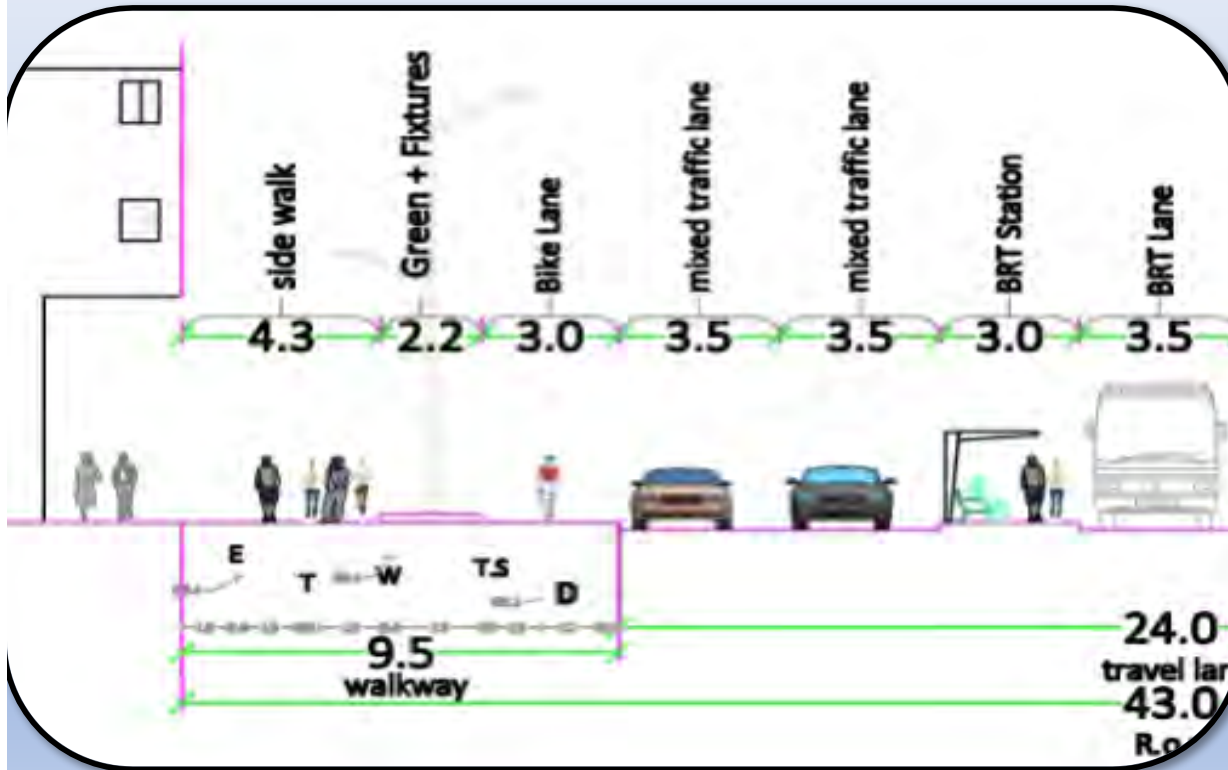 side walk
Green + Fixtures
Bike Lane
mixed traffic lane
mixed traffic lane
BRT Station
BRT Lane
4.3
2.2
3.0
3.5
3.5
3.0
3.5
E
T
W
T.S
D
24.0
9.5
travel lan
walkway
43.0
R.o